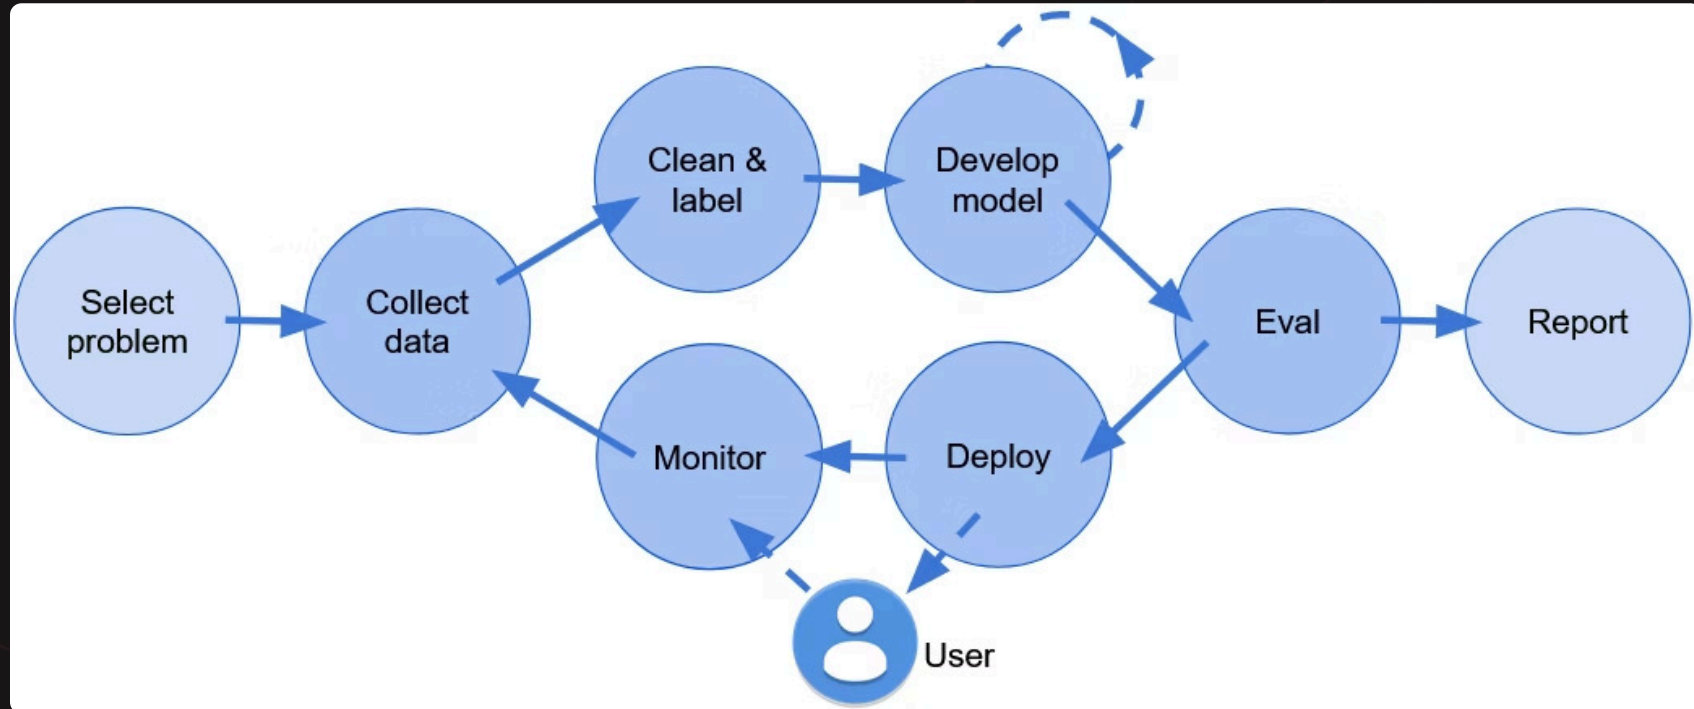 Select
problem
Collect
data
Clean &
label
Develop
model
Eval
Report
Deploy
Monitor
User